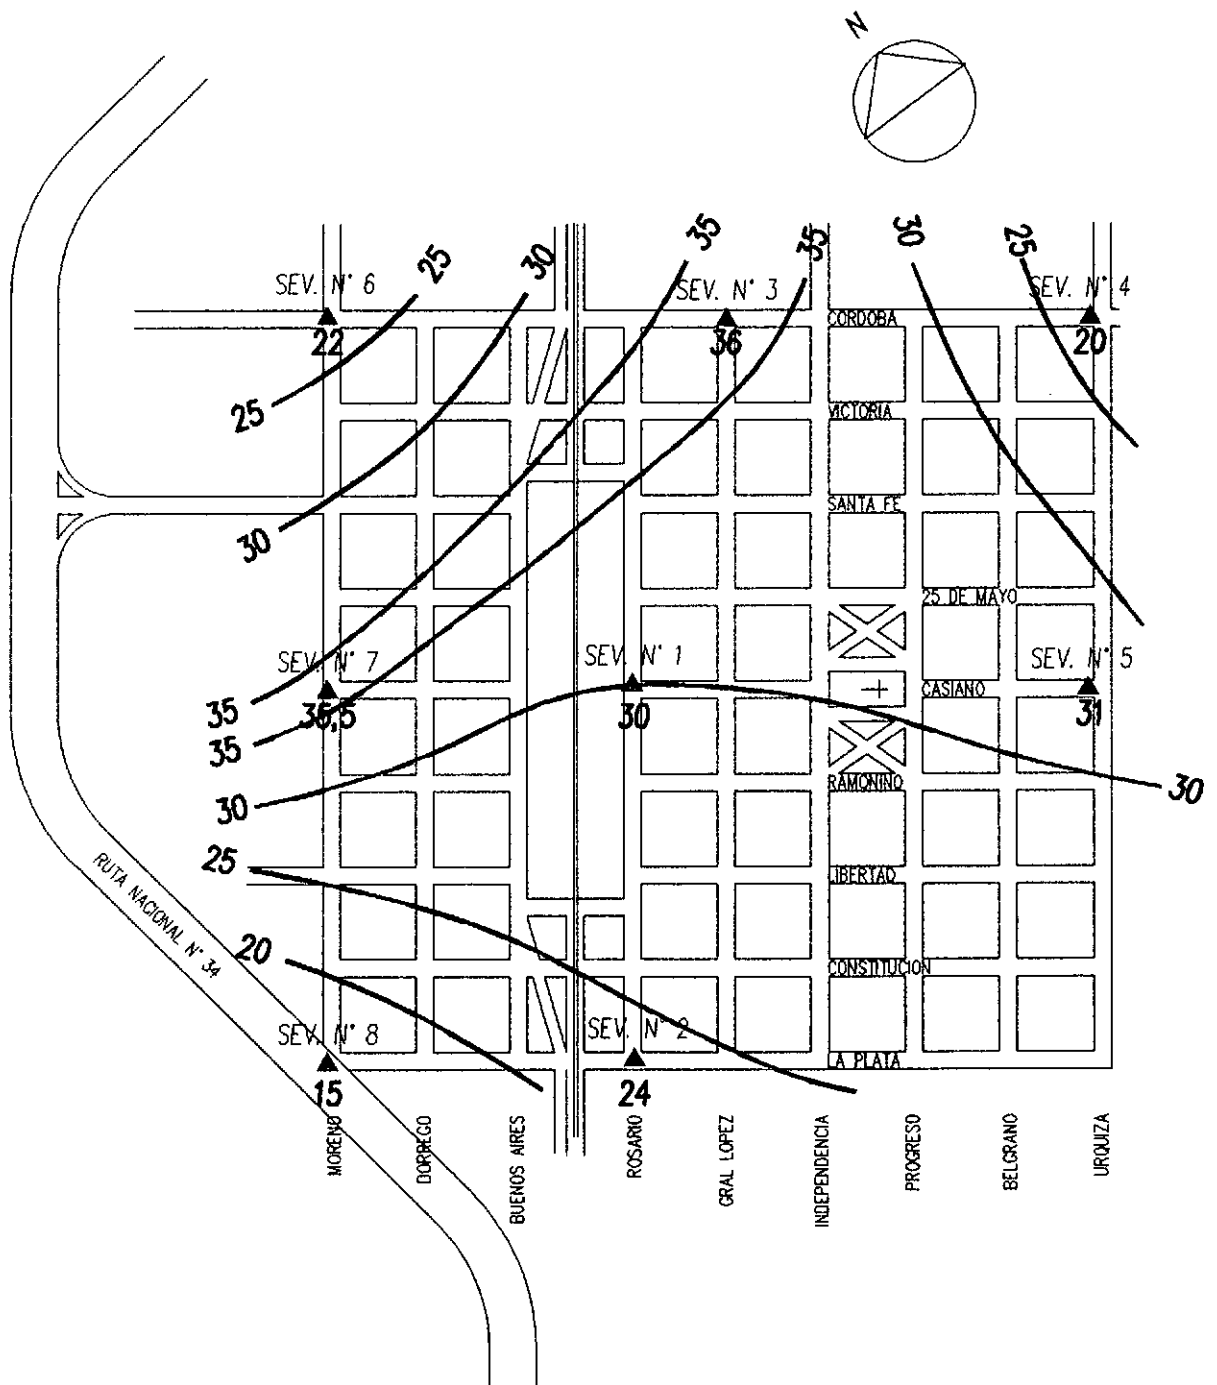 N
35
35
30
25
25
30
SEV. N° 6
22
SEV. N° 3
36
SEV. N° 4
20
CORDOBA
25
VICTORIA
SANTA FE
30
25 DE MAYO
SEV. N° 7
SEV. N° 1
30
SEV. N° 5
31
CASIANO
35
35
RAMONINO
30
30
25
LIBERTAD
RUTA NACIONAL N° 34
20
CONSTITUCION
SEV. N° 8
15
SEV. N° 2
24
LA PLATA
MORENO
DORREGO
BUENOS AIRES
ROSARIO
GRAL LOPEZ
INDEPENDENCIA
PROGRESO
BELGRANO
URQUIZA